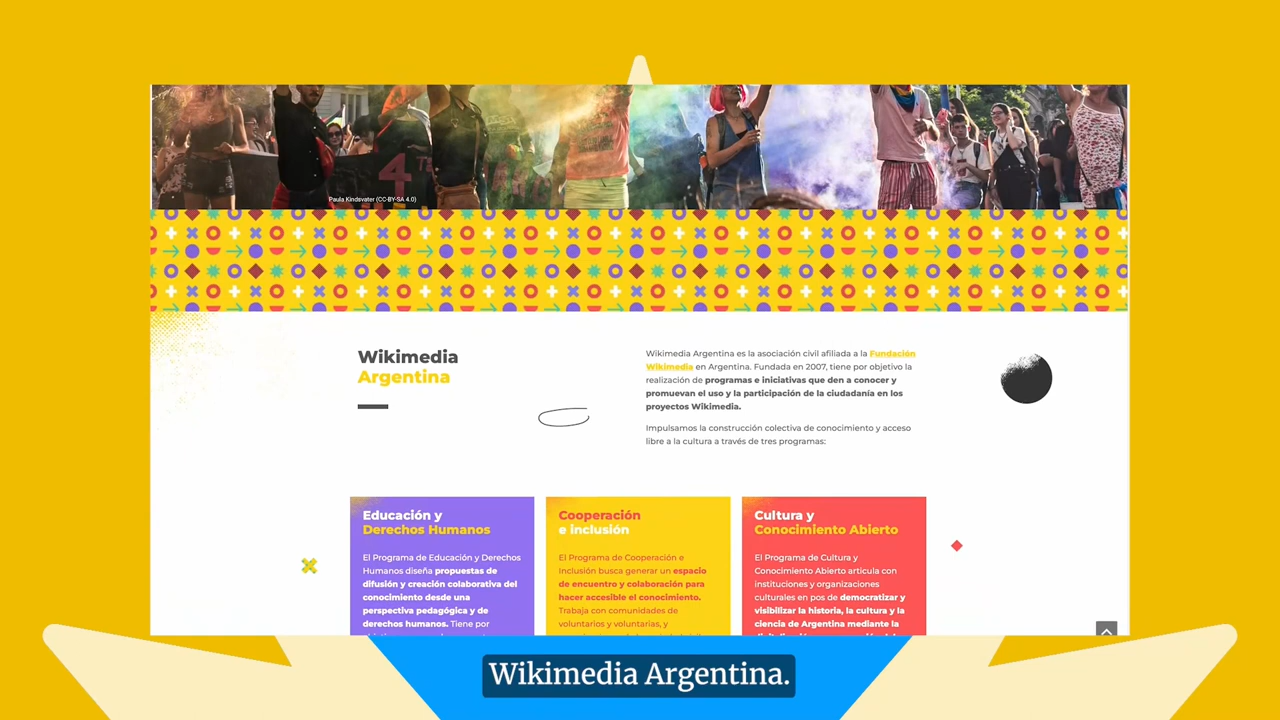 4
Paula Kindsvater (CC-BY-SA 4.0)
Wikimedia
Argentina
Wikimedia Argentina es la asociación civil afiliada a la Fundación
Wikimedia en Argentina. Fundada en 2007, tiene por objetivo la
realización de programas e iniciativas que den a conocer y
promuevan el uso y la participación de la ciudadanía en los
proyectos Wikimedia.
Impulsamos la construcción colectiva de conocimiento y acceso
libre a la cultura a través de tres programas:
Educación y
Derechos Humanos
El Programa de Educación y Derechos
Humanos diseña propuestas de
difusión y creación colaborativa del
conocimiento desde una
perspectiva pedagógica y de
derechos humanos. Tiene por
Cooperación
e inclusión
El Programa de Cooperación e
Inclusión busca generar un espacio
de encuentro y colaboración para
hacer accesible el conocimiento.
Trabaja con comunidades de
voluntarios y voluntarias, y
Cultura y
Conocimiento Abierto
El Programa de Cultura y
Conocimiento Abierto articula con
instituciones y organizaciones
culturales en pos de democratizar y
visibilizar la historia, la cultura y la
ciencia de Argentina mediante la
Wikimedia Argentina.